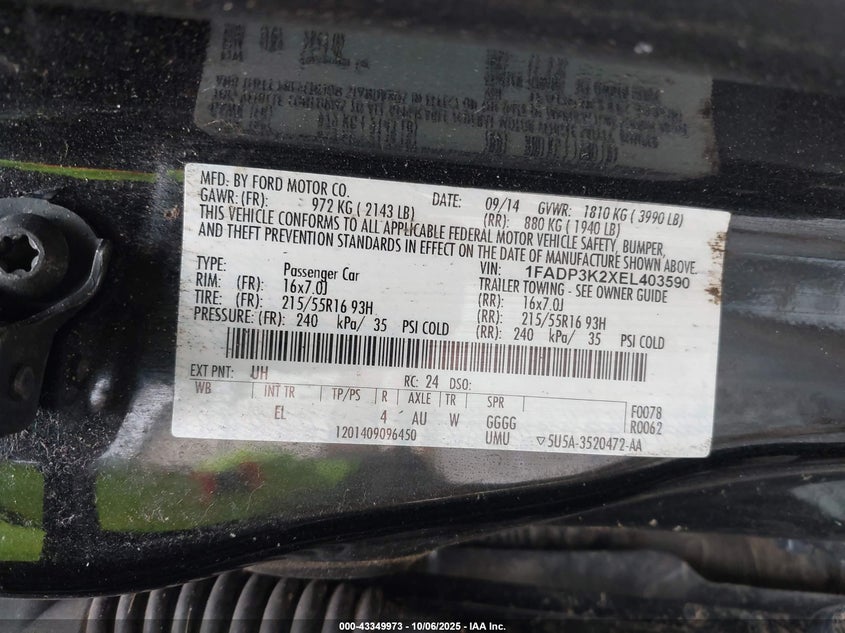 MFD. BY FORD MOTOR CO. DATE: 09/14 GVWR: 1810 KG ( 3990 LB)
GAWR: (FR): 972 KG ( 2143 LB) (RR): 880 KG ( 1940 LB)
THIS VEHICLE CONFORMS TO ALL APPLICABLE FEDERAL MOTOR VEHICLE SAFETY, BUMPER,
AND THEFT PREVENTION STANDARDS IN EFFECT ON THE DATE OF MANUFACTURE SHOWN ABOVE.
VIN: 1FADP3K2XEL403590
TYPE: Passenger Car TRAILER TOWING - SEE OWNER GUIDE
RIM: (FR): 16x7.0J (RR): 16x7.0J
TIRE: (FR): 215/55R16 93H (RR): 215/55R16 93H
PRESSURE: (FR): 240 kPa/ 35 PSI COLD (RR): 240 kPa/ 35 PSI COLD
EXT PNT: UH RC: 24 DSO:
WB INT TR TP/PS R AXLE TR SPR
EL 4 AU W GGGG F0078
1201409096450 UMU ▽5U5A-3520472-AA R0062
000-43349973 - 10/06/2025 - IAA Inc.